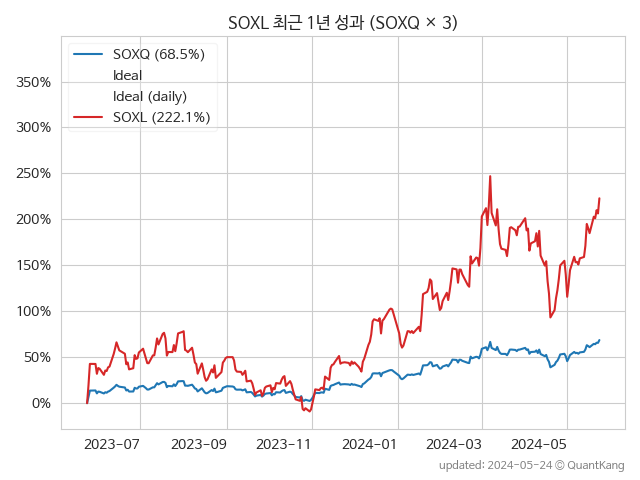 SOXL 최근 1년 성과 (SOXQ × 3)
SOXQ (68.5%)
Ideal
Ideal (daily)
SOXL (222.1%)
350%
300%
250%
200%
150%
100%
50%
0%
2023−07
2023−09
2023−11
2024−01
2024−03
2024−05
updated: 2024−05−24 © QuantKang